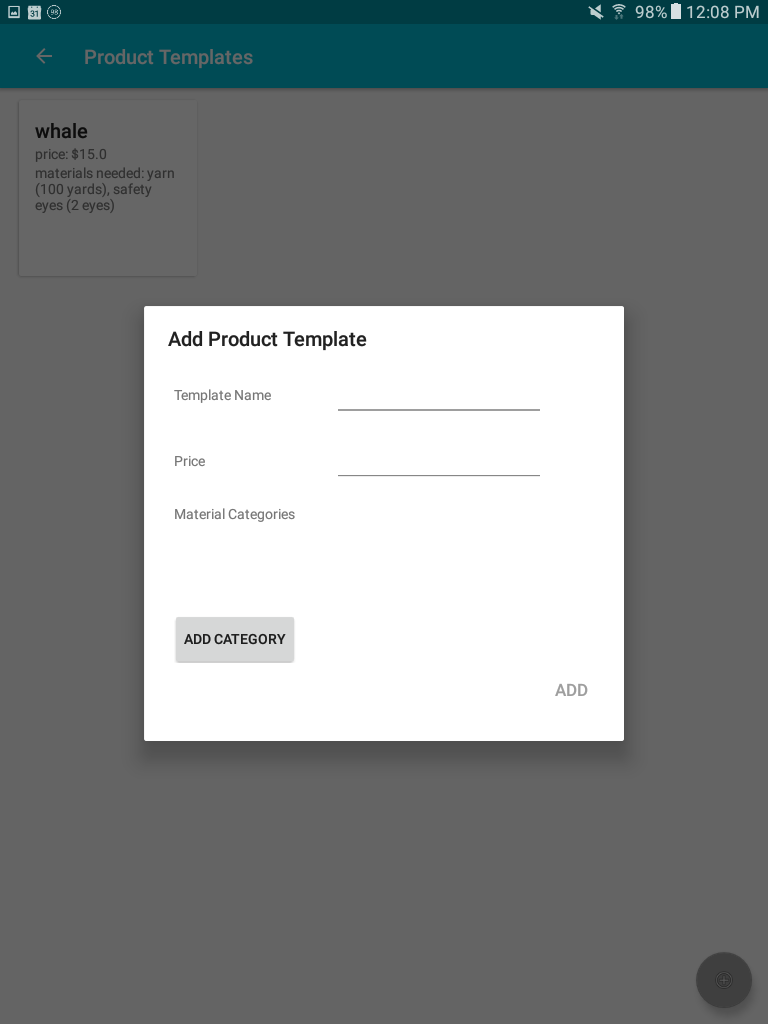 31 98 98% 12:08 PM
Product Templates
whale
price: $15.0
materials needed: yarn
(100 yards), safety
eyes (2 eyes)
Add Product Template
Template Name
Price
Material Categories
ADD CATEGORY
ADD